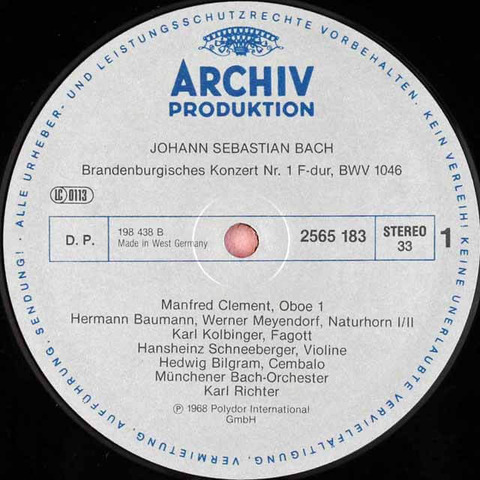 ALLE URHEBER- UND LEISTUNGSSCHUTZRECHTE VORBEHALTEN. KEIN VERLEIH! KEINE UNERLAUBTE VERVIELFÄLTIGUNG, VERMIETUNG, AUFFÜHRUNG, SENDUNG!
ARCHIV
PRODUKTION
JOHANN SEBASTIAN BACH
Brandenburgisches Konzert Nr. 1 F-dur, BWV 1046
LC 0113
D. P.
198 438 B
Made in West Germany
2565 183
STEREO
33
1
Manfred Clement, Oboe 1
Hermann Baumann, Werner Meyendorf, Naturhorn I/II
Karl Kolbinger, Fagott
Hansheinz Schneeberger, Violine
Hedwig Bilgram, Cembalo
Münchener Bach-Orchester
Karl Richter
℗ 1968 Polydor International
GmbH